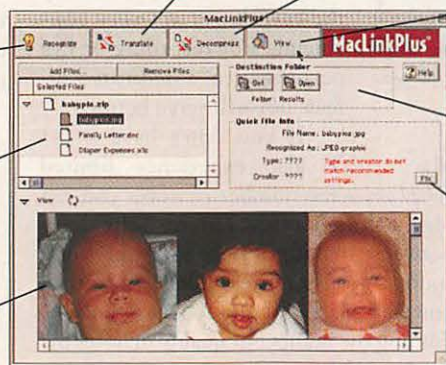 MacLinkPlus
Recognize
Translate
Decompress
View
MacLinkPlus®
Add Files...
Remove Files
Selected Files
babypix.zip
babypix.jpg
Family Letter.doc
Diaper Expenses.xls
Destination Folder
Set
Open
Help
Folder: Results
Quick File Info
File Name: babypix.jpg
Recognized As: JPEG-graphic
Type: ????
Creator: ????
Type and creator do not
match recommended
settings.
Fix
View